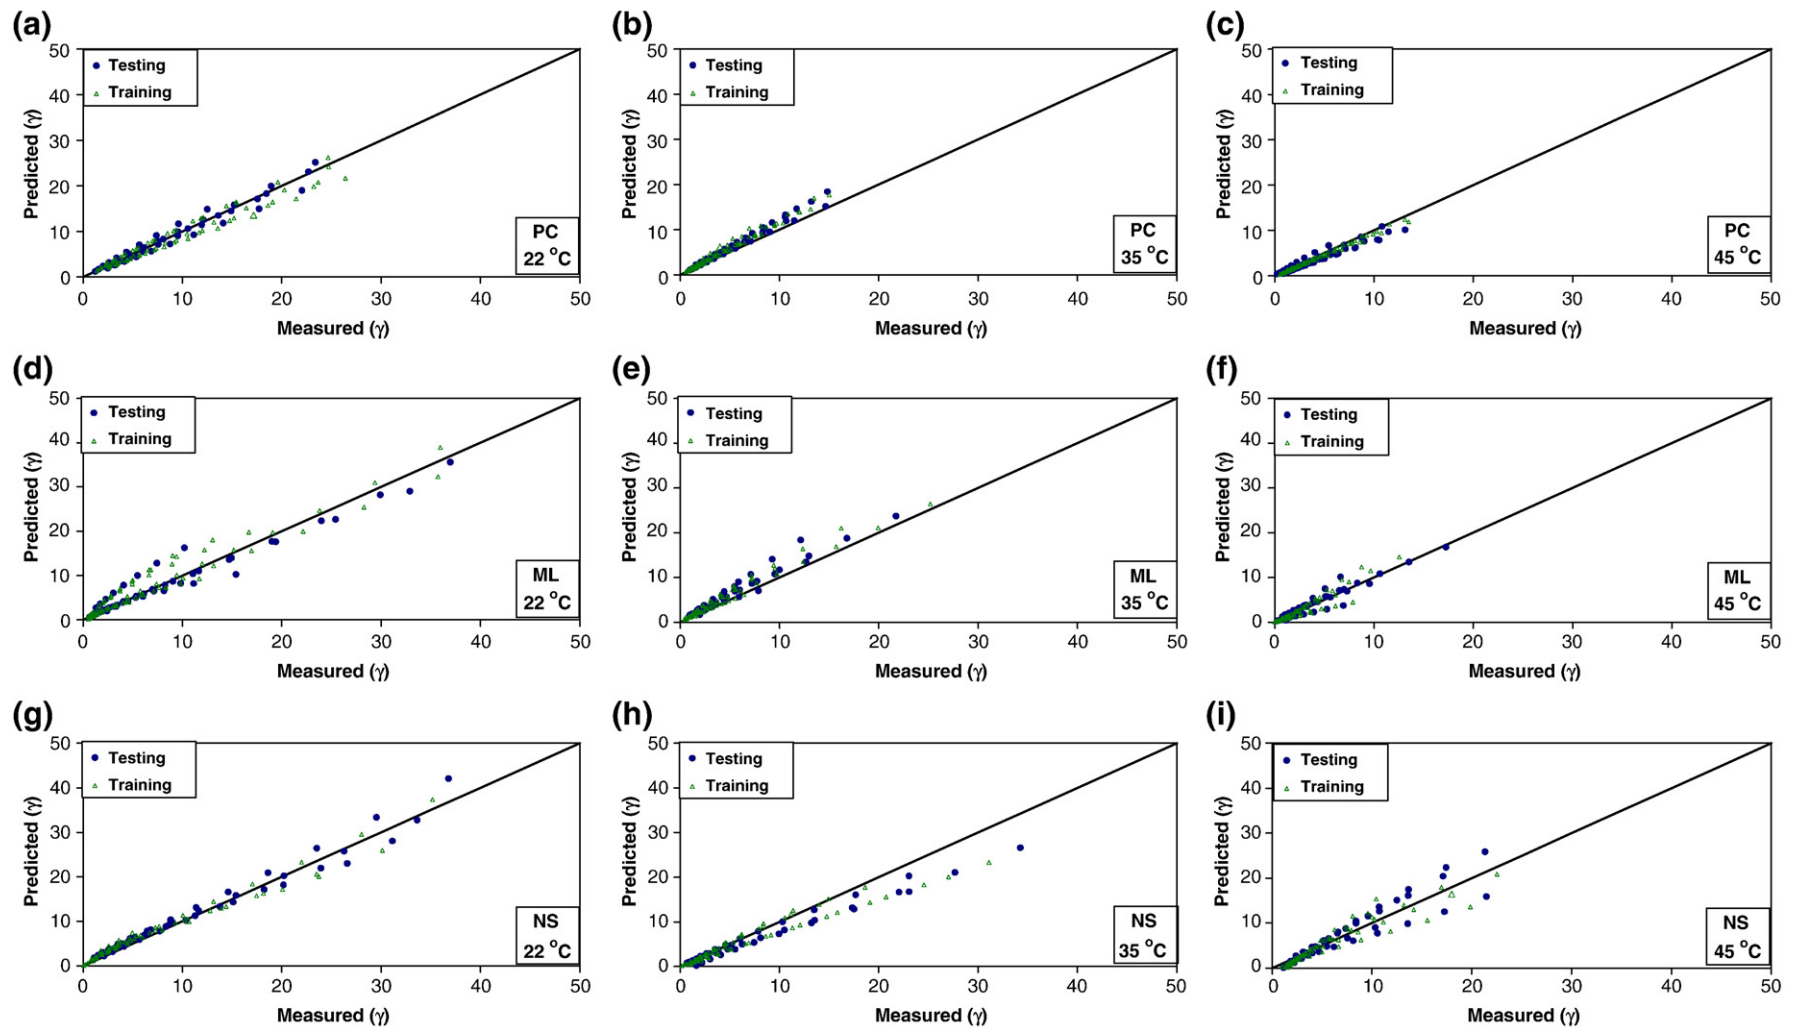 (a)
50
40
30
20
10
0
Predicted (γ)
Testing
Training
PC
22 °C
0 10 20 30 40 50
Measured (γ)
(b)
50
40
30
20
10
0
Predicted (γ)
Testing
Training
PC
35 °C
0 10 20 30 40 50
Measured (γ)
(c)
50
40
30
20
10
0
Predicted (γ)
Testing
Training
PC
45 °C
0 10 20 30 40 50
Measured (γ)
(d)
50
40
30
20
10
0
Predicted (γ)
Testing
Training
ML
22 °C
0 10 20 30 40 50
Measured (γ)
(e)
50
40
30
20
10
0
Predicted (γ)
Testing
Training
ML
35 °C
0 10 20 30 40 50
Measured (γ)
(f)
50
40
30
20
10
0
Predicted (γ)
Testing
Training
ML
45 °C
0 10 20 30 40 50
Measured (γ)
(g)
50
40
30
20
10
0
Predicted (γ)
Testing
Training
NS
22 °C
0 10 20 30 40 50
Measured (γ)
(h)
50
40
30
20
10
0
Predicted (γ)
Testing
Training
NS
35 °C
0 10 20 30 40 50
Measured (γ)
(i)
50
40
30
20
10
0
Predicted (γ)
Testing
Training
NS
45 °C
0 10 20 30 40 50
Measured (γ)